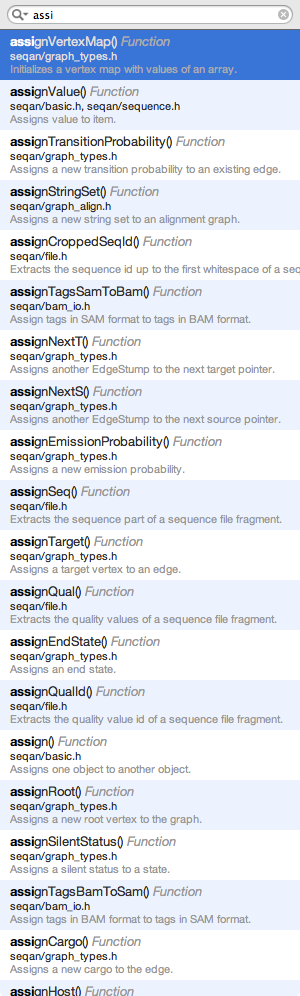 assi
assignVertexMap() Function
seqan/graph_types.h
Initializes a vertex map with values of an array.
assignValue() Function
seqan/basic.h, seqan/sequence.h
Assigns value to item.
assignTransitionProbability() Function
seqan/graph_types.h
Assigns a new transition probability to an existing edge.
assignStringSet() Function
seqan/graph_align.h
Assigns a new string set to an alignment graph.
assignCroppedSeqId() Function
seqan/file.h
Extracts the sequence id up to the first whitespace of a seq
assignTagsSamToBam() Function
seqan/bam_io.h
Assign tags in SAM format to tags in BAM format.
assignNextT() Function
seqan/graph_types.h
Assigns another EdgeStump to the next target pointer.
assignNextS() Function
seqan/graph_types.h
Assigns another EdgeStump to the next source pointer.
assignEmissionProbability() Function
seqan/graph_types.h
Assigns a new emission probability.
assignSeq() Function
seqan/file.h
Extracts the sequence part of a sequence file fragment.
assignTarget() Function
seqan/graph_types.h
Assigns a target vertex to an edge.
assignQual() Function
seqan/file.h
Extracts the quality values of a sequence file fragment.
assignEndState() Function
seqan/graph_types.h
Assigns an end state.
assignQualId() Function
seqan/file.h
Extracts the quality value id of a sequence file fragment.
assign() Function
seqan/basic.h
Assigns one object to another object.
assignRoot() Function
seqan/graph_types.h
Assigns a new root vertex to the graph.
assignSilentStatus() Function
seqan/graph_types.h
Assigns a silent status to a state.
assignTagsBamToSam() Function
seqan/bam_io.h
Assign tags in BAM format to tags in SAM format.
assignCargo() Function
seqan/graph_types.h
Assigns a new cargo to the edge.
assignHost() Function